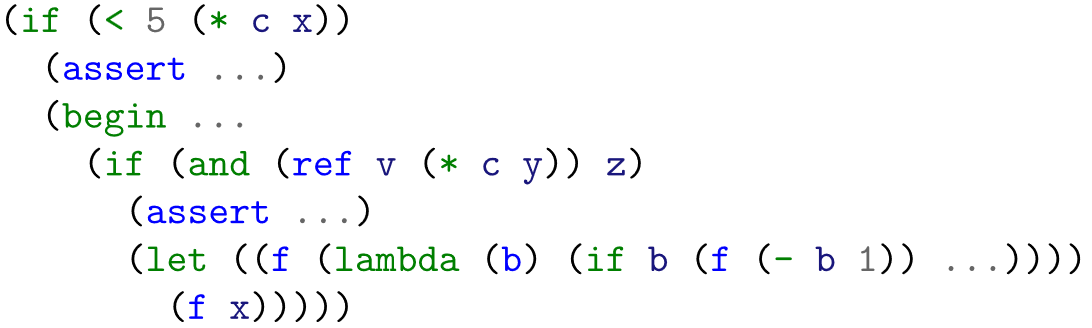 (if (< 5 (* c x))
(assert ...)
(begin ...
(if (and (ref v (* c y)) z)
(assert ...)
(let ((f (lambda (b) (if b (f (- b 1)) ...))))
(f x)))))